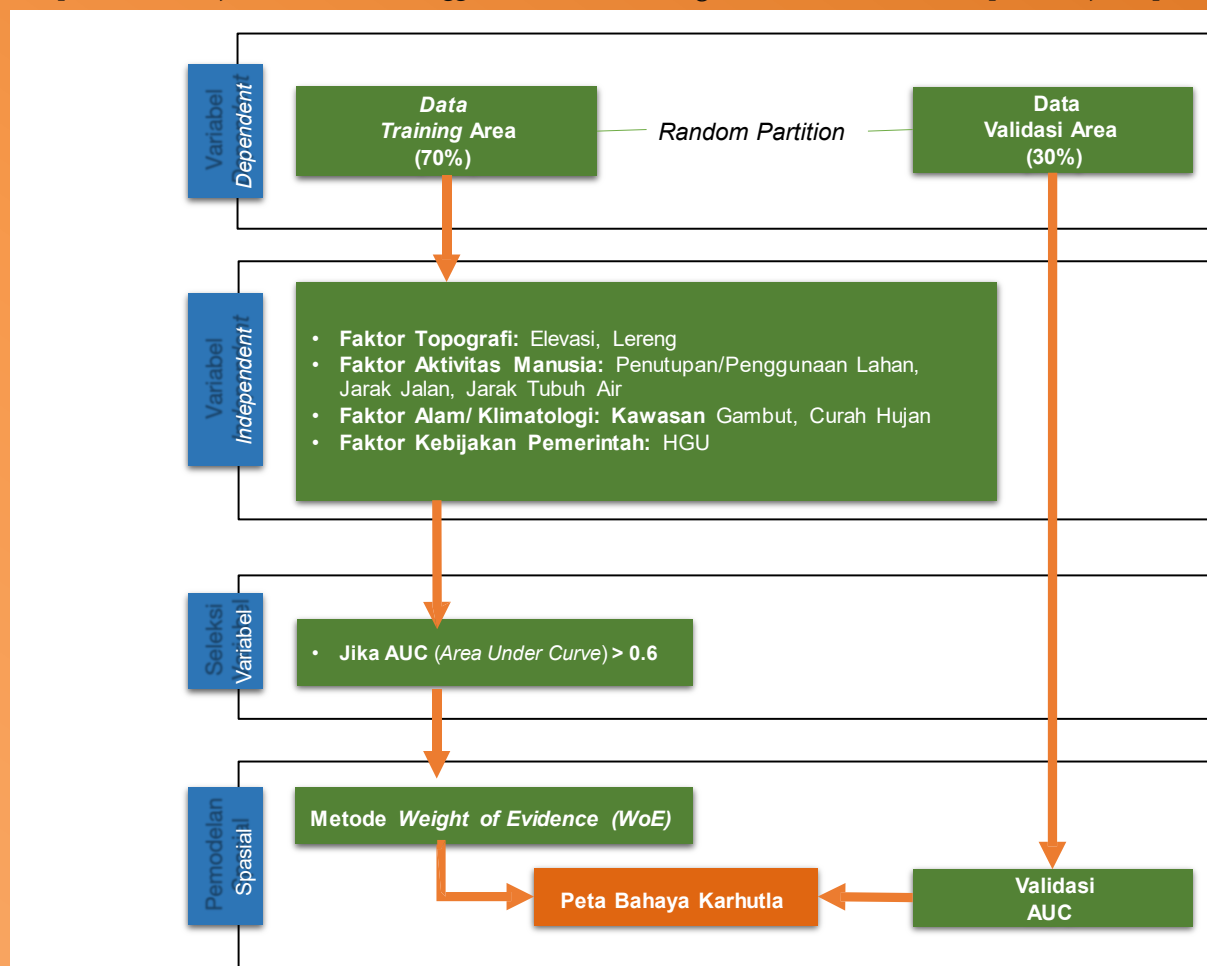 Variabel
Dependent
Data
Training Area
(70%)
Random Partition
Data
Validasi Area
(30%)
Variabel
Independent
• Faktor Topografi: Elevasi, Lereng
• Faktor Aktivitas Manusia: Penutupan/Penggunaan Lahan,
Jarak Jalan, Jarak Tubuh Air
• Faktor Alam/ Klimatologi: Kawasan Gambut, Curah Hujan
• Faktor Kebijakan Pemerintah: HGU
Seleksi
Variabel
• Jika AUC (Area Under Curve) > 0.6
Pemodelan
Spasial
Metode Weight of Evidence (WoE)
Peta Bahaya Karhutla
Validasi
AUC